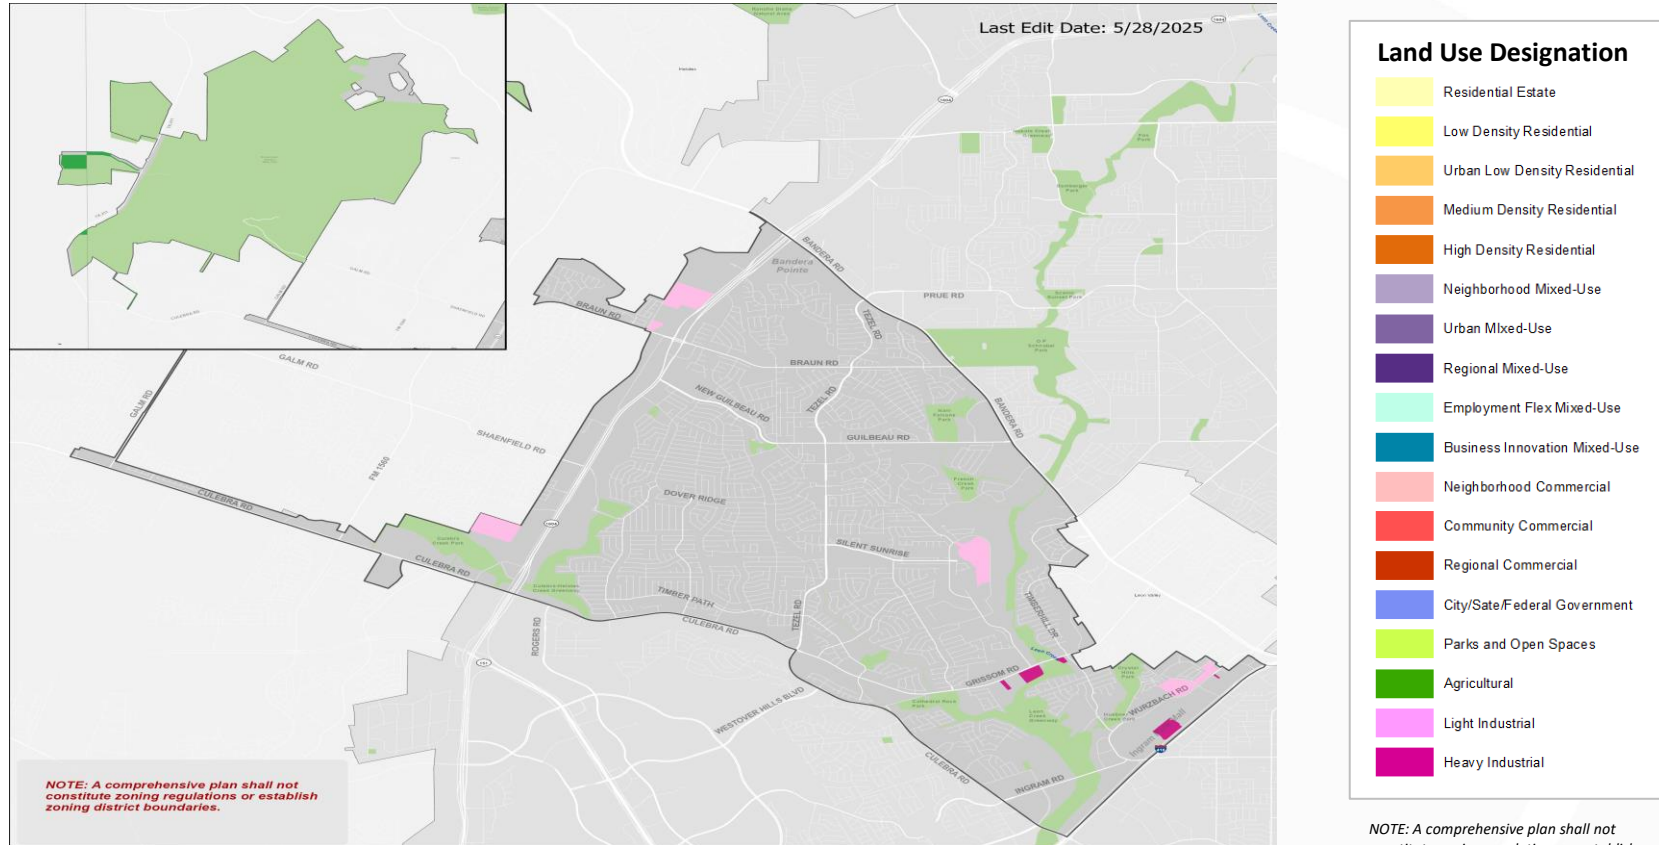 Last Edit Date: 5/28/2025
Bandera
Pointe
BANDERA RD
BRAUN RD
PRUE RD
TEZEL RD
BRAUN RD
GALM RD
GALM RD
NEW GUILBEAU RD
TEZEL RD
BANDERA RD
GUILBEAU RD
SHAENFIELD RD
FM 1560
CULEBRA RD
DOVER RIDGE
SILENT SUNRISE
CULEBRA RD
TIMBER PATH
TIMBERHILL DR
ROGERS RD
CULEBRA RD
TEZEL RD
GRISSOM RD
WESTOVER HILLS BLVD
WURZBACH RD
Ingram Mall
CULEBRA RD
INGRAM RD
Leon Valley
Helotes
NOTE: A comprehensive plan shall not
constitute zoning regulations or establish
zoning district boundaries.
Land Use Designation
Residential Estate
Low Density Residential
Urban Low Density Residential
Medium Density Residential
High Density Residential
Neighborhood Mixed-Use
Urban MIxed-Use
Regional Mixed-Use
Employment Flex Mixed-Use
Business Innovation Mixed-Use
Neighborhood Commercial
Community Commercial
Regional Commercial
City/Sate/Federal Government
Parks and Open Spaces
Agricultural
Light Industrial
Heavy Industrial
NOTE: A comprehensive plan shall not